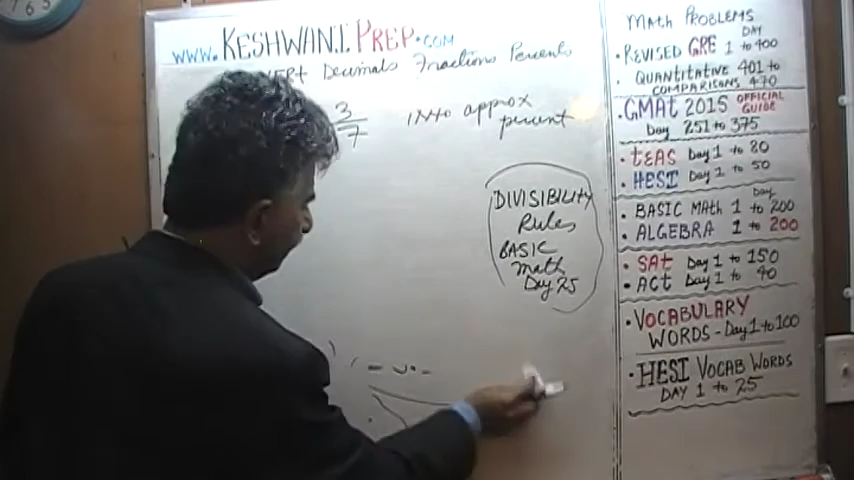 www.KESHWANI PREP.COM
Decimals Fractions Percents
3
7
INto approx
percent
DIVISIBILITY
Rules
BASIC
math
Day 25
MAth PROBLEMS
DAY
• REVISED GRE 1 to 400
• QUANTITATIVE 401 to
COMPARISONS 470
GMAt 2015 OFFICIAL
GUIDE
Day 251 to 375
• tEAS Day 1 to 80
• HESI Day 1 to 50
Day
• BASIC MAth 1 to 200
• ALGEBRA 1 to 200
• SAt Day 1 to 150
• ACt Day 1 to 40
• VOCABULARY
WORDS - Day 1 to 100
• HESI VOCAB WORDS
DAY 1 to 25